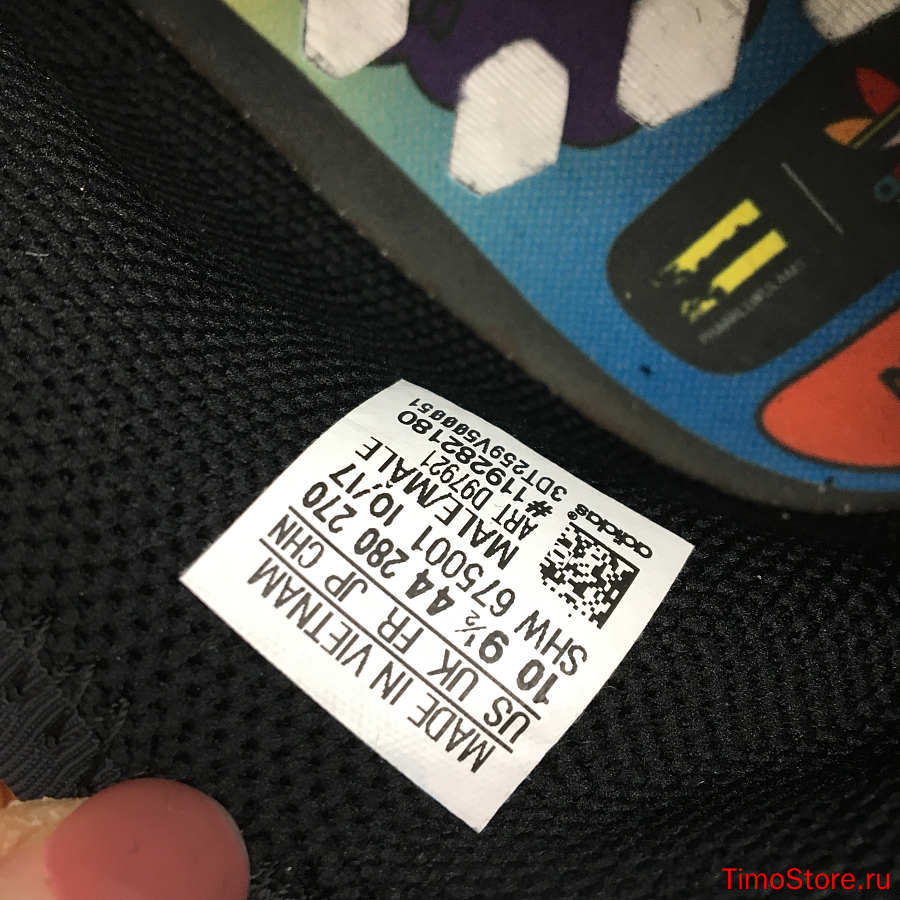 MADE IN VIETNAM
US UK FR JP CHN
10 9½ 44 280 270
SHW 675001 10/17
MALE/MALE
ART D97921
#119282180
3DT259V500051
adidas®
TimoStore.ru